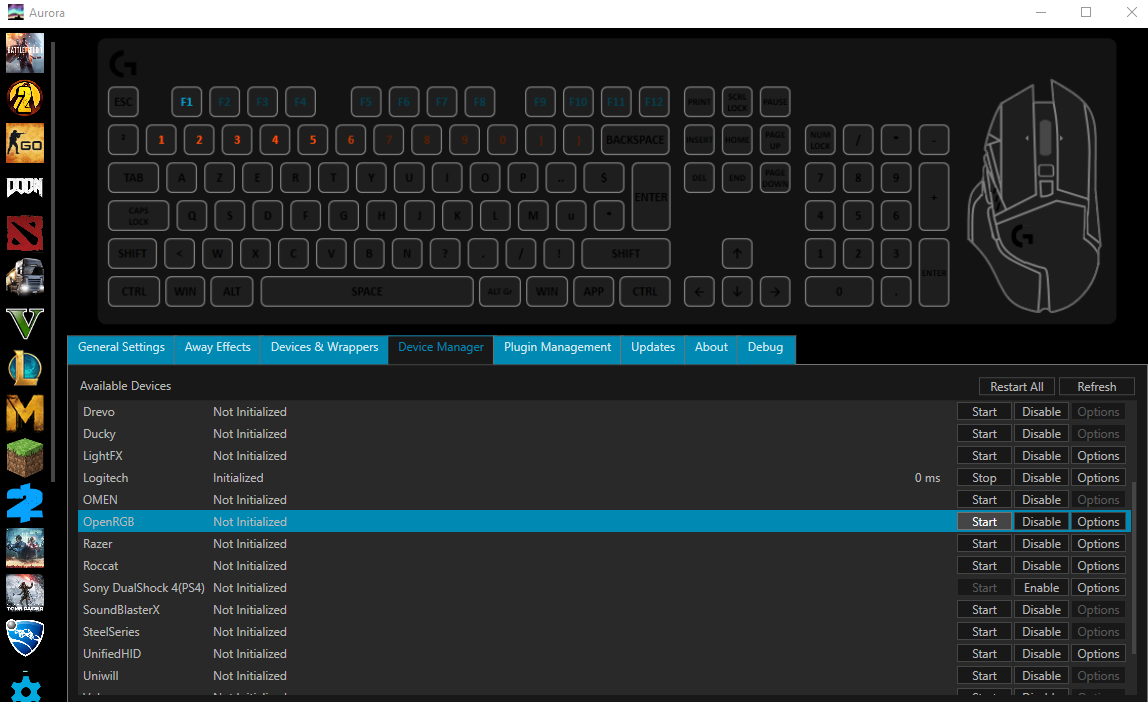 Aurora
BATTLEFIELD 1
ESC F1 F2 F3 F4 F5 F6 F7 F8 F9 F10 F11 F12 PRINT SCRL LOCK PAUSE
² 1 2 3 4 5 6 7 8 9 0 ) } BACKSPACE INSERT HOME PAGE UP NUM LOCK / * -
GO
TAB A Z E R T Y U I O P .. $ ENTER DEL END PAGE DOWN 7 8 9 +
DOOM
CAPS LOCK Q S D F G H J K L M u * 4 5 6
SHIFT < W X C V B N ? . / ! SHIFT ↑ 1 2 3 ENTER
CTRL WIN ALT SPACE ALT Gr WIN APP CTRL ← ↓ → 0 .
General Settings Away Effects Devices & Wrappers Device Manager Plugin Management Updates About Debug
Available Devices Restart All Refresh
Drevo Not Initialized Start Disable Options
Ducky Not Initialized Start Disable Options
LightFX Not Initialized Start Disable Options
Logitech Initialized 0 ms Stop Disable Options
OMEN Not Initialized Start Disable Options
OpenRGB Not Initialized Start Disable Options
Razer Not Initialized Start Disable Options
Roccat Not Initialized Start Disable Options
Sony DualShock 4(PS4) Not Initialized Start Enable Options
TOMB RAIDER
SoundBlasterX Not Initialized Start Disable Options
SteelSeries Not Initialized Start Disable Options
UnifiedHID Not Initialized Start Disable Options
Uniwill Not Initialized Start Disable Options